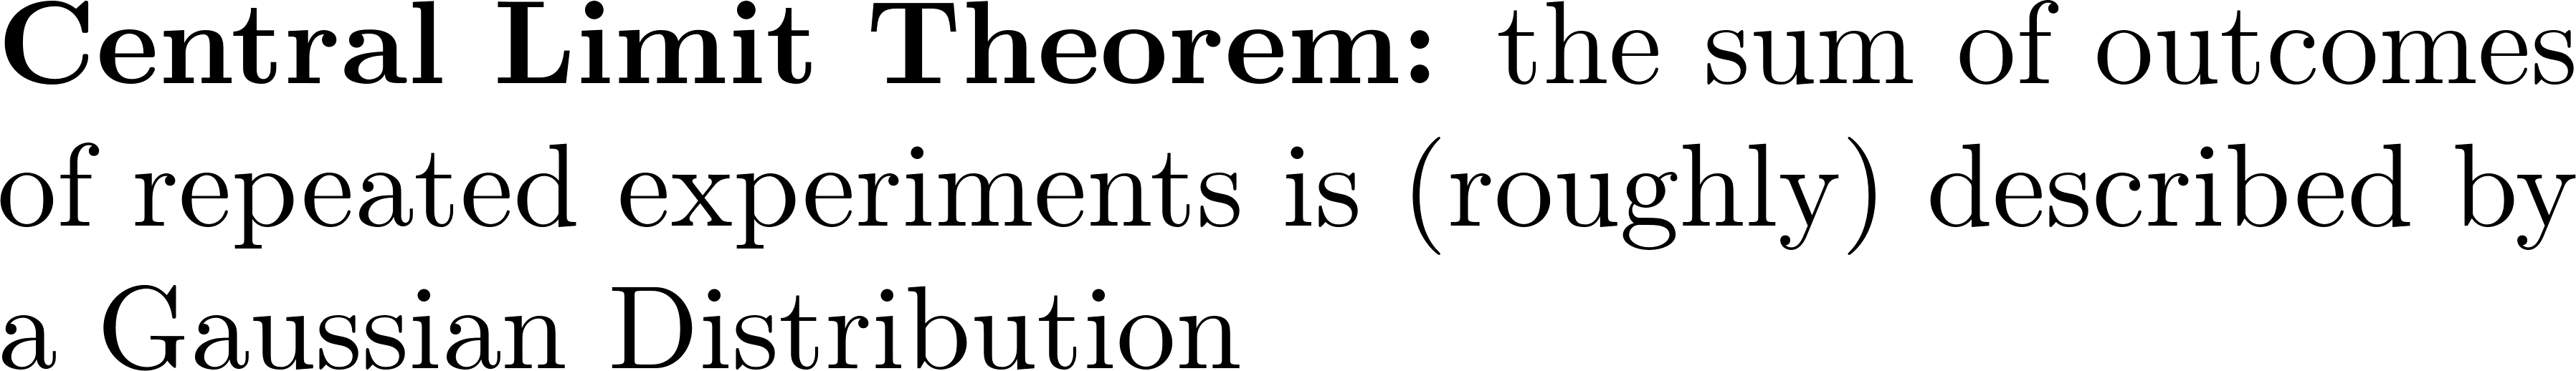 Central Limit Theorem: the sum of outcomes
of repeated experiments is (roughly) described by
a Gaussian Distribution